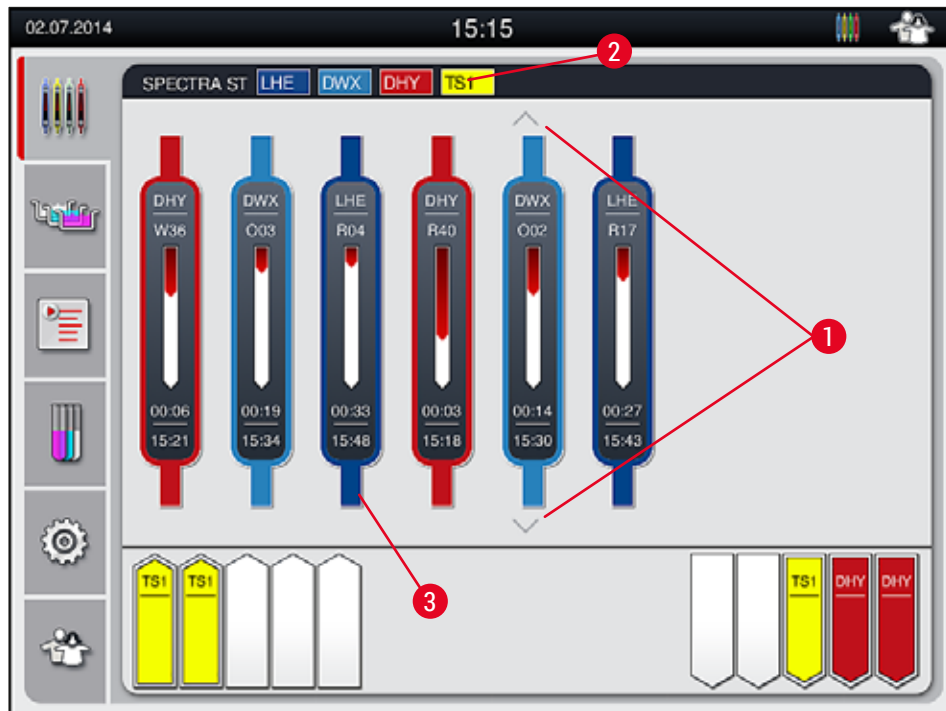 02.07.2014 15:15
2
SPECTRA ST LHE DWX DHY TS1
DHY DWX LHE DHY DWX LHE
W36 O03 R04 R40 O02 R17
1
00:06 00:19 00:33 00:03 00:14 00:27
15:21 15:34 15:48 15:18 15:30 15:43
TS1 TS1 TS1 DHY DHY
3